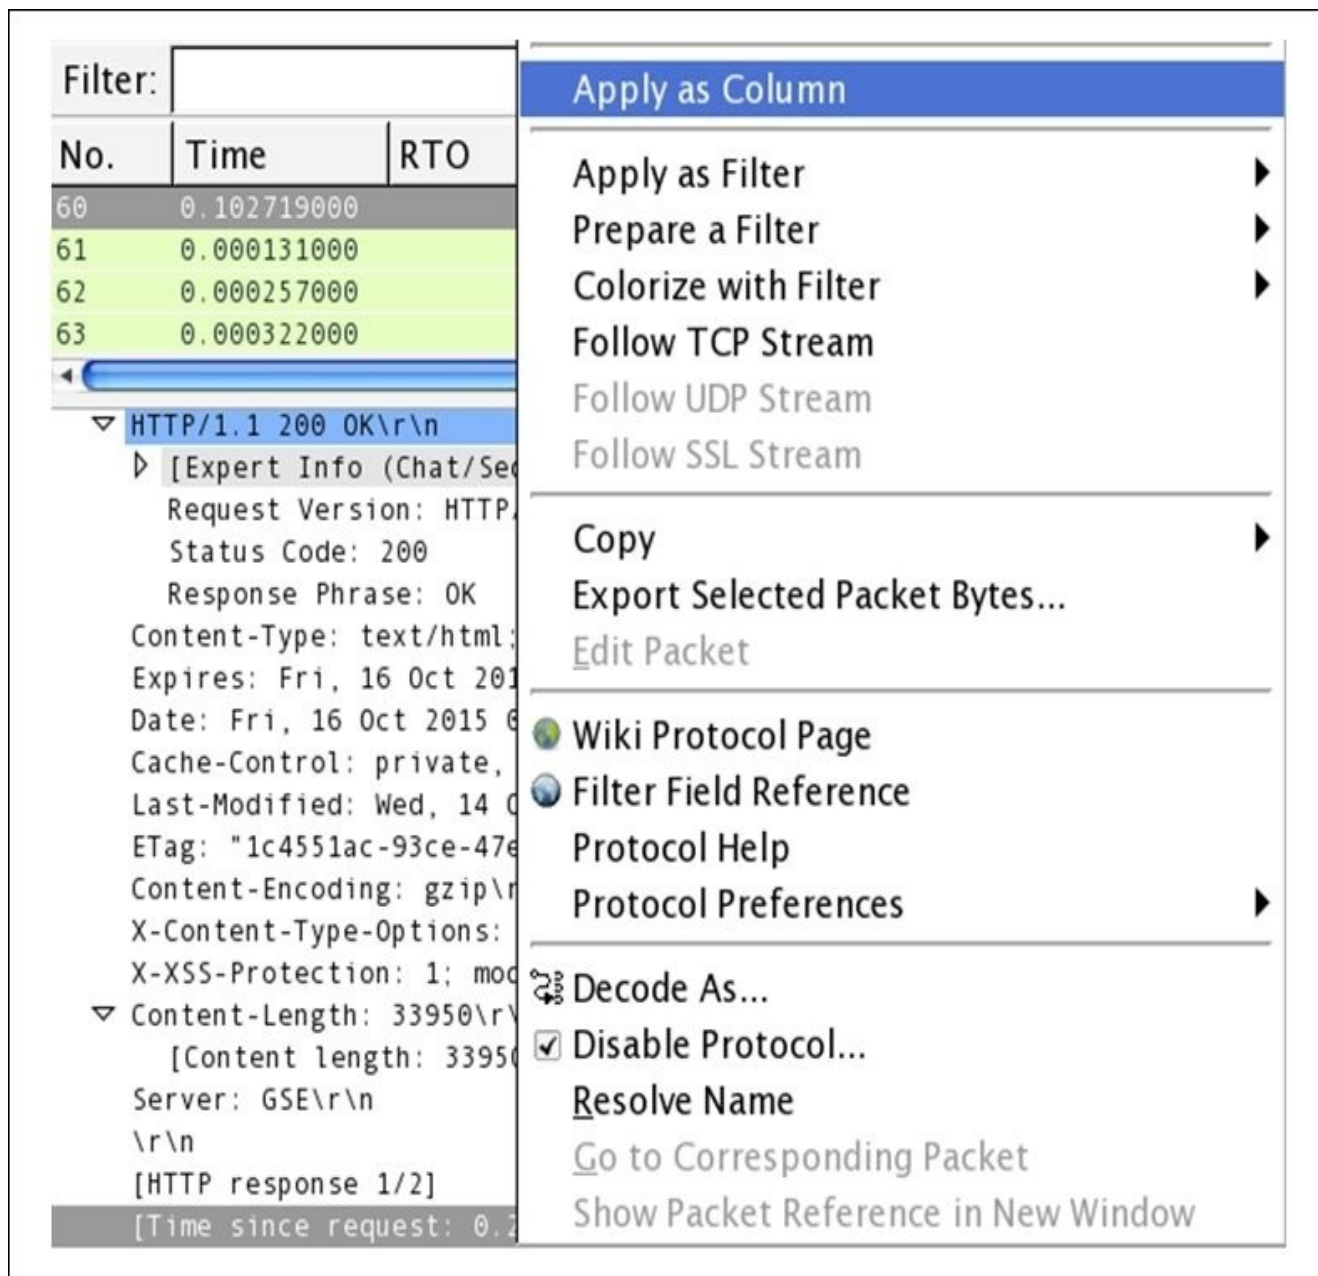 Filter:
No. Time RTO
60 0.102719000
61 0.000131000
62 0.000257000
63 0.000322000
HTTP/1.1 200 OK\r\n
[Expert Info (Chat/Se
Request Version: HTTP
Status Code: 200
Response Phrase: OK
Content-Type: text/html;
Expires: Fri, 16 Oct 201
Date: Fri, 16 Oct 2015
Cache-Control: private,
Last-Modified: Wed, 14
ETag: "1c4551ac-93ce-47e
Content-Encoding: gzip\r
X-Content-Type-Options:
X-XSS-Protection: 1; mod
Content-Length: 33950\r\
[Content length: 3395
Server: GSE\r\n
\r\n
[HTTP response 1/2]
[Time since request: 0.2
Apply as Column
Apply as Filter
Prepare a Filter
Colorize with Filter
Follow TCP Stream
Follow UDP Stream
Follow SSL Stream
Copy
Export Selected Packet Bytes...
Edit Packet
Wiki Protocol Page
Filter Field Reference
Protocol Help
Protocol Preferences
Decode As...
Disable Protocol...
Resolve Name
Go to Corresponding Packet
Show Packet Reference in New Window